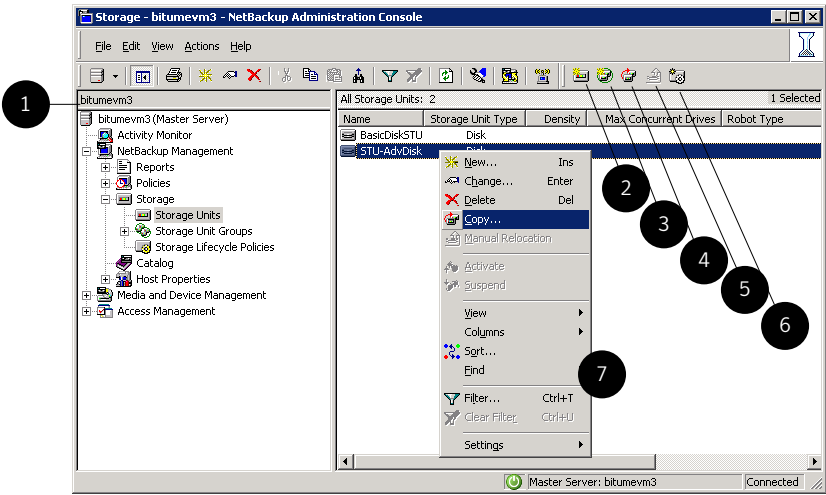 Storage - bitumevm3 - NetBackup Administration Console
File Edit View Actions Help
bitumevm3
All Storage Units: 2
1 Selected
bitumevm3 (Master Server)
Activity Monitor
NetBackup Management
Reports
Policies
Storage
Storage Units
Storage Unit Groups
Storage Lifecycle Policies
Catalog
Host Properties
Media and Device Management
Access Management
Name Storage Unit Type Density Max Concurrent Drives Robot Type
BasicDiskSTU Disk
STU-AdvDisk Disk
New... Ins
Change... Enter
Delete Del
Copy...
Manual Relocation
Activate
Suspend
View
Columns
Sort...
Find
Filter... Ctrl+T
Clear Filter Ctrl+U
Settings
Master Server: bitumevm3
Connected
1
2
3
4
5
6
7